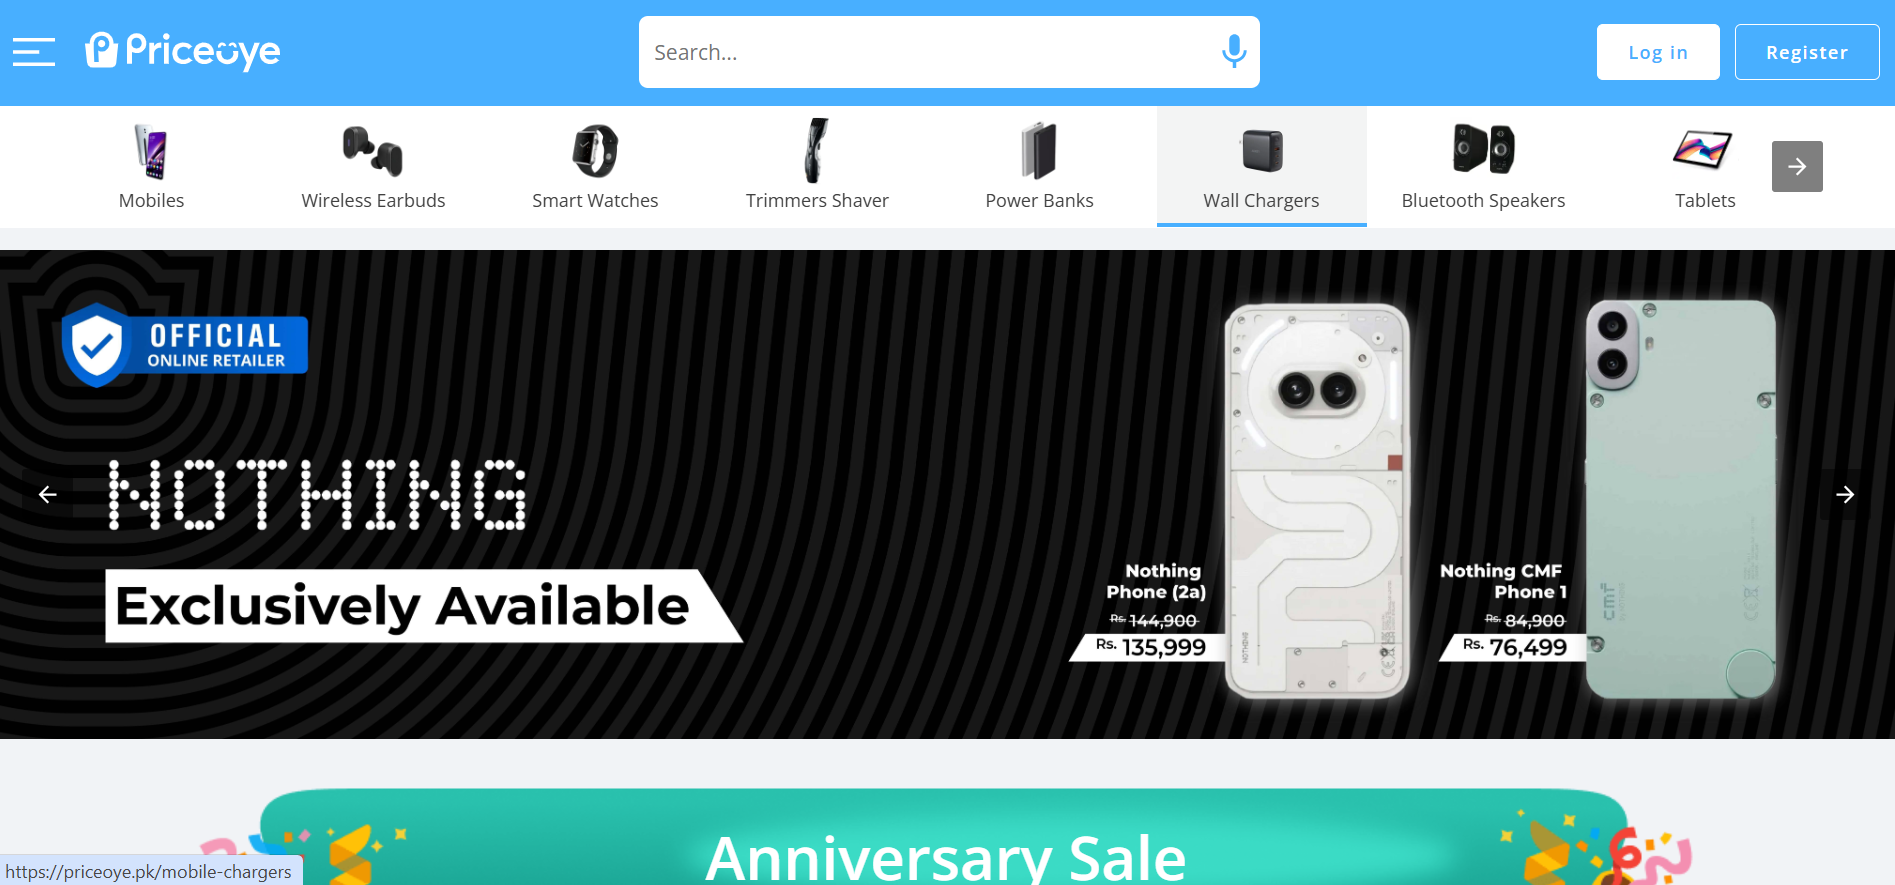 Priceoye
Search...
Log in
Register
Mobiles
Wireless Earbuds
Smart Watches
Trimmers Shaver
Power Banks
Wall Chargers
Bluetooth Speakers
Tablets
OFFICIAL
ONLINE RETAILER
NOTHING
Exclusively Available
Nothing
Phone (2a)
Rs. 144,900
Rs. 135,999
Nothing CMF
Phone 1
Rs. 84,900
Rs. 76,499
NOTHING
cmf
Anniversary Sale
https://priceoye.pk/mobile-chargers